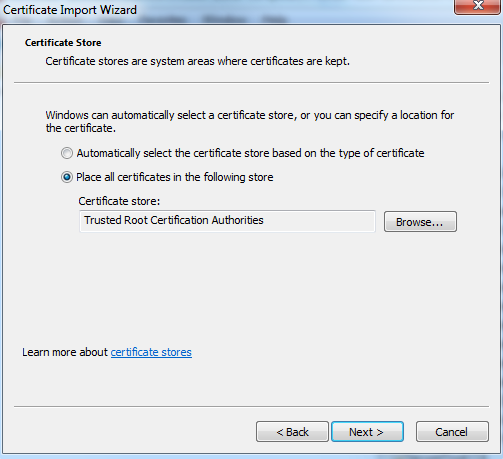 Certificate Import Wizard
Certificate Store
Certificate stores are system areas where certificates are kept.
Windows can automatically select a certificate store, or you can specify a location for
the certificate.
Automatically select the certificate store based on the type of certificate
Place all certificates in the following store
Certificate store:
Trusted Root Certification Authorities
Browse...
Learn more about certificate stores
< Back
Next >
Cancel